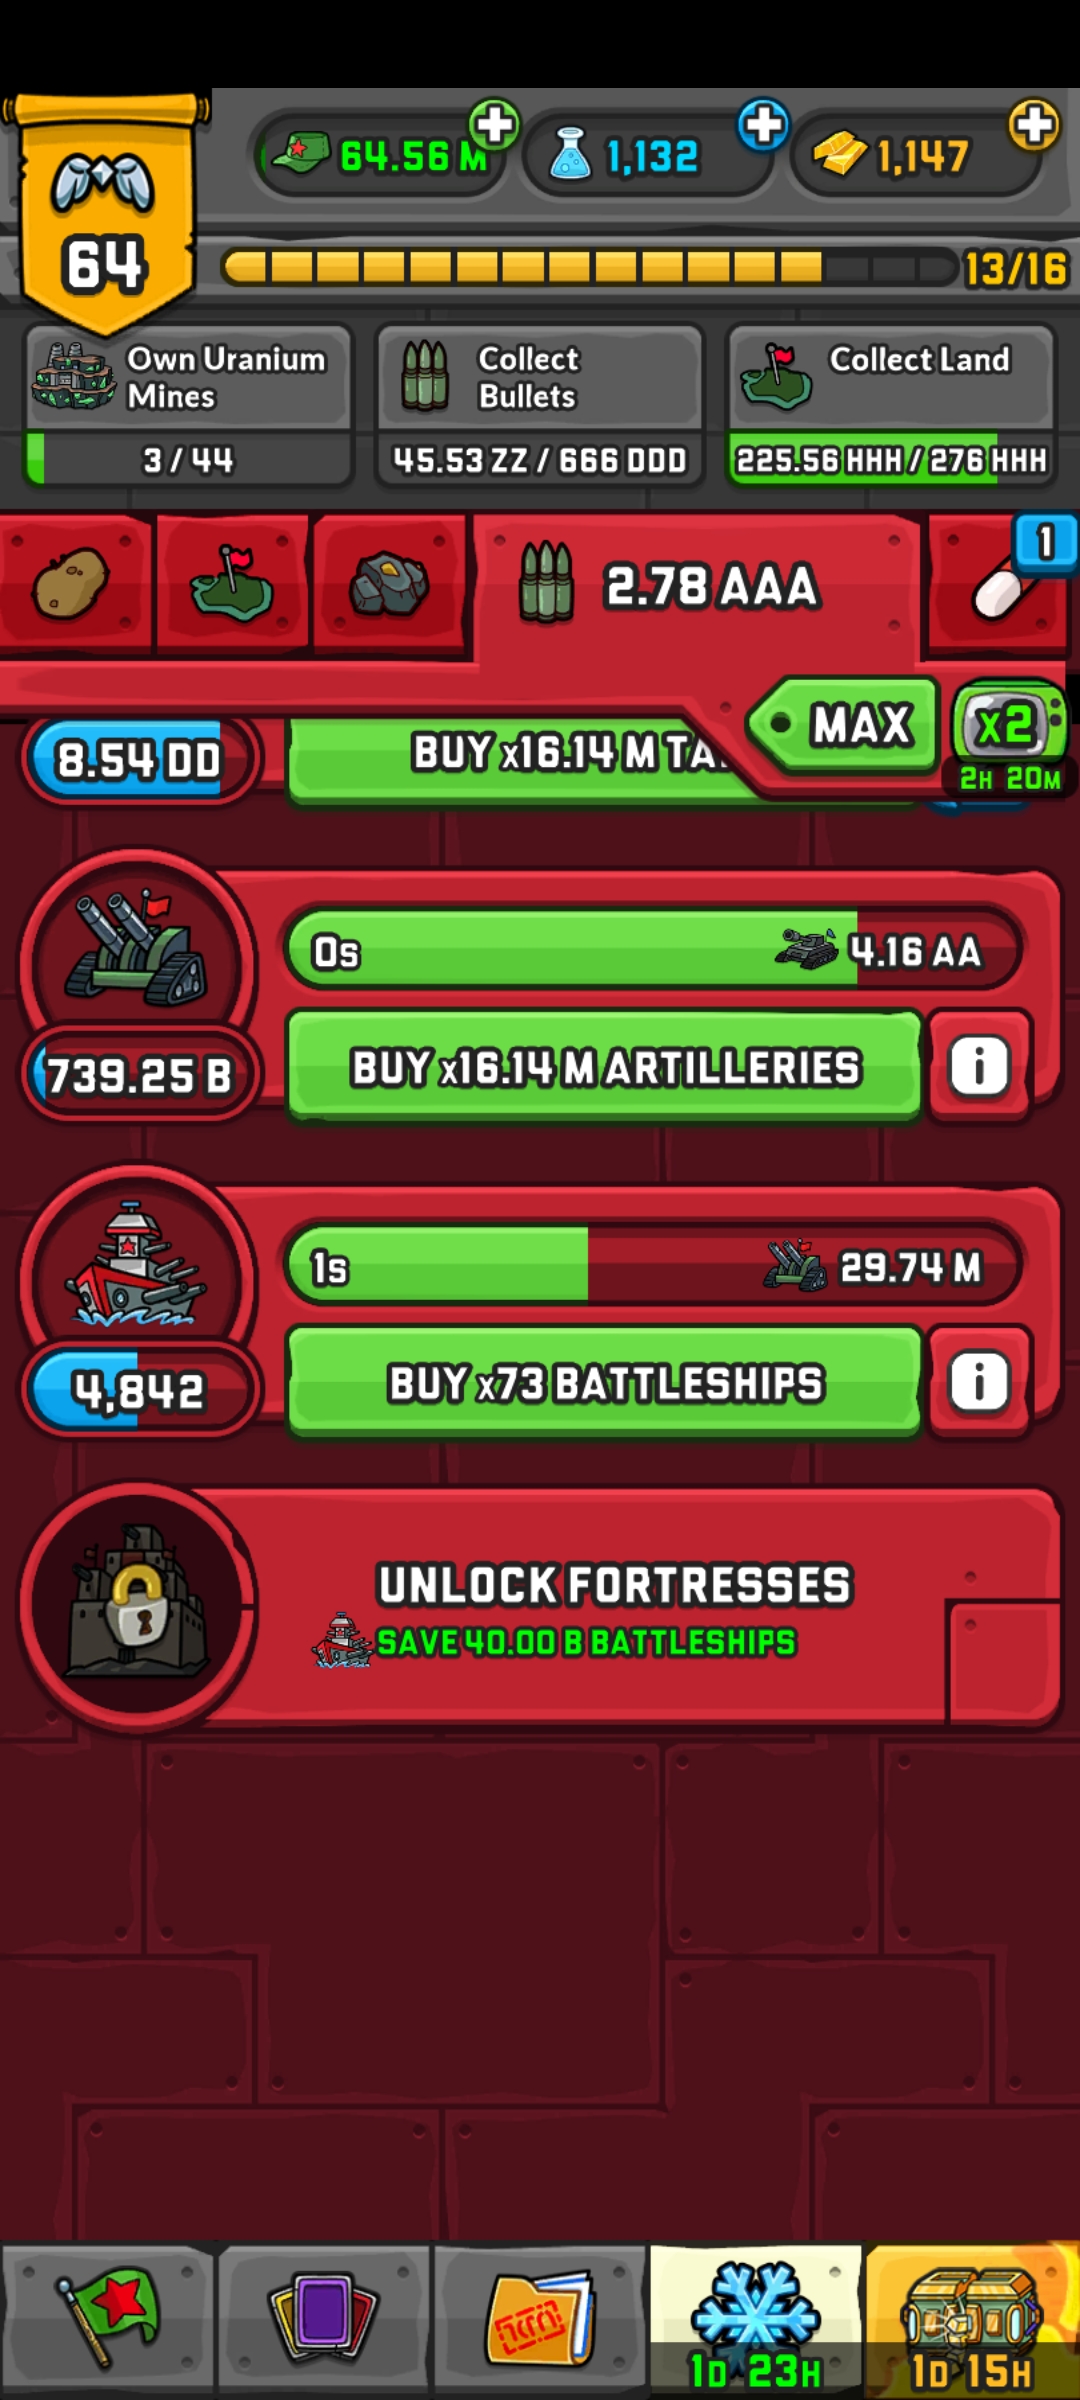 64.56 M
1,132
1,147
64
13/16
Own Uranium
Mines
3 / 44
Collect
Bullets
45.53 ZZ / 666 DDD
Collect Land
225.56 HHH / 276 HHH
2.78 AAA
1
MAX
x2
2H 20M
8.54 DD
BUY x16.14 M TA
0s
4.16 AA
739.25 B
BUY x16.14 M ARTILLERIES
i
1s
29.74 M
4,842
BUY x73 BATTLESHIPS
i
UNLOCK FORTRESSES
SAVE 40.00 B BATTLESHIPS
1D 23H
1D 15H